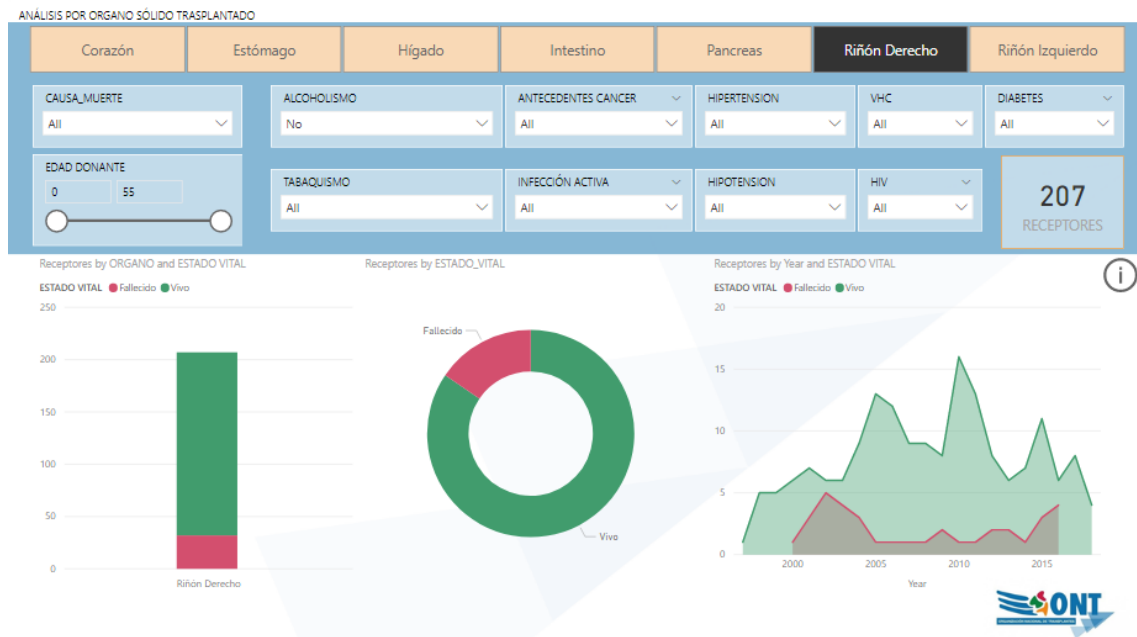 ANÁLISIS POR ORGANO SÓLIDO TRASPLANTADO
Corazón
Estómago
Hígado
Intestino
Pancreas
Riñón Derecho
Riñón Izquierdo
CAUSA_MUERTE
All
ALCOHOLISMO
No
ANTECEDENTES CANCER
All
HIPERTENSION
All
VHC
All
DIABETES
All
EDAD DONANTE
0 55
TABAQUISMO
All
INFECCIÓN ACTIVA
All
HIPOTENSION
All
HIV
All
207
RECEPTORES
Receptores by ORGANO and ESTADO VITAL
ESTADO VITAL Fallecido Vivo
250
200
150
100
50
0
Riñón Derecho
Receptores by ESTADO_VITAL
Fallecido
Vivo
Receptores by Year and ESTADO VITAL
ESTADO VITAL Fallecido Vivo
20
15
10
5
0
2000 2005 2010 2015
Year
i
ONT
ORGANIZACIÓN NACIONAL DE TRASPLANTES